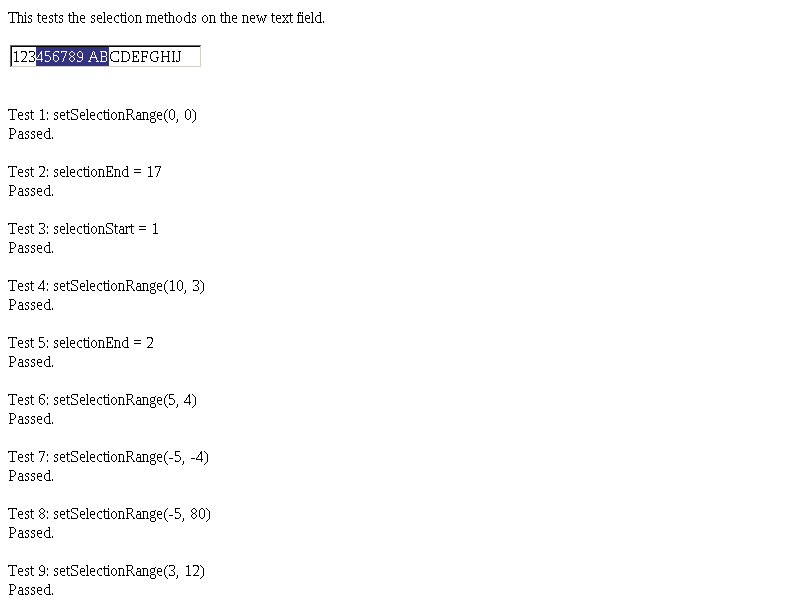 This tests the selection methods on the new text field.
123456789 ABCDEFGHIJ
Test 1: setSelectionRange(0, 0)
Passed.
Test 2: selectionEnd = 17
Passed.
Test 3: selectionStart = 1
Passed.
Test 4: setSelectionRange(10, 3)
Passed.
Test 5: selectionEnd = 2
Passed.
Test 6: setSelectionRange(5, 4)
Passed.
Test 7: setSelectionRange(-5, -4)
Passed.
Test 8: setSelectionRange(-5, 80)
Passed.
Test 9: setSelectionRange(3, 12)
Passed.